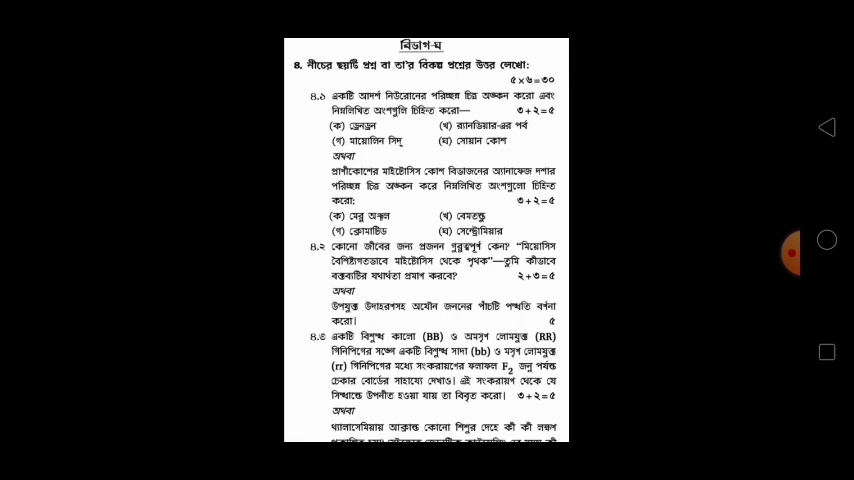 বিভাগ-ঘ
৪. নীচের ছয়টি প্রশ্ন বা তা'র বিকল্প প্রশ্নের উত্তর লেখো:
৫ × ৬ = ৩০
৪.১ একটি আদর্শ নিউরোনের পরিচ্ছন্ন চিত্র অঙ্কন করো এবং
নিম্নলিখিত অংশগুলি চিহ্নিত করো— ৩ + ২ = ৫
(ক) ড্রেনড্রন (খ) র‍্যানভিয়ার-এর পর্ব
(গ) মায়োলিন সিদ্ (ঘ) সোয়ান কোশ
অথবা
প্রাণীকোশের মাইটোসিস কোশ বিভাজনের অ্যানাফেজ দশার
পরিচ্ছন্ন চিত্র অঙ্কন করে নিম্নলিখিত অংশগুলো চিহ্নিত
করো: ৩ + ২ = ৫
(ক) মেরু অঞ্চল (খ) বেমতন্তু
(গ) ক্রোমাটিড (ঘ) সেন্ট্রোমিয়ার
৪.২ কোনো জীবের জন্য প্রজনন গুরুত্বপূর্ণ কেন? “মিয়োসিস
বৈশিষ্ট্যগতভাবে মাইটোসিস থেকে পৃথক”—তুমি কীভাবে
বক্তব্যটির যথার্থতা প্রমাণ করবে? ২ + ৩ = ৫
অথবা
উপযুক্ত উদাহরণসহ অযৌন জননের পাঁচটি পদ্ধতি বর্ণনা
করো। ৫
৪.৩ একটি বিশুদ্ধ কালো (BB) ও অমসৃণ লোমযুক্ত (RR)
গিনিপিগের সঙ্গে একটি বিশুদ্ধ সাদা (bb) ও মসৃণ লোমযুক্ত
(rr) গিনিপিগের মধ্যে সংকরায়ণের ফলাফল F₂ জনু পর্যন্ত
চেকার বোর্ডের সাহায্যে দেখাও। এই সংকরায়ণ থেকে যে
সিদ্ধান্তে উপনীত হওয়া যায় তা বিবৃত করো। ৩ + ২ = ৫
অথবা
থ্যালাসেমিয়ায় আক্রান্ত কোনো শিশুর দেহে কী কী লক্ষণ